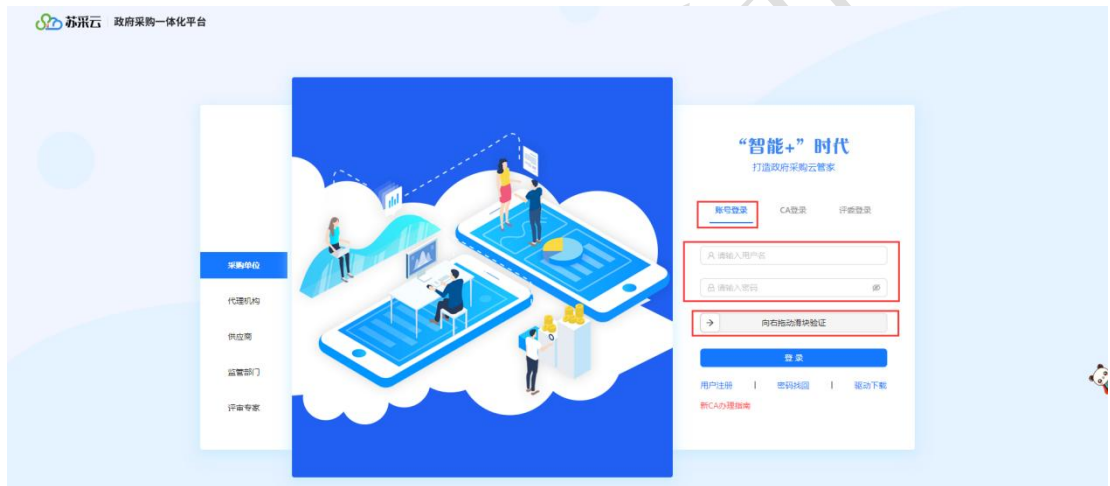 苏采云 政府采购一体化平台
“智能+”时代
打造政府采购云管家
账号登录 CA登录 评委登录
请输入用户名
请输入密码
向右拖动滑块验证
登录
用户注册 | 密码找回 | 驱动下载
新CA办理指南
采购单位
代理机构
供应商
监管部门
评审专家